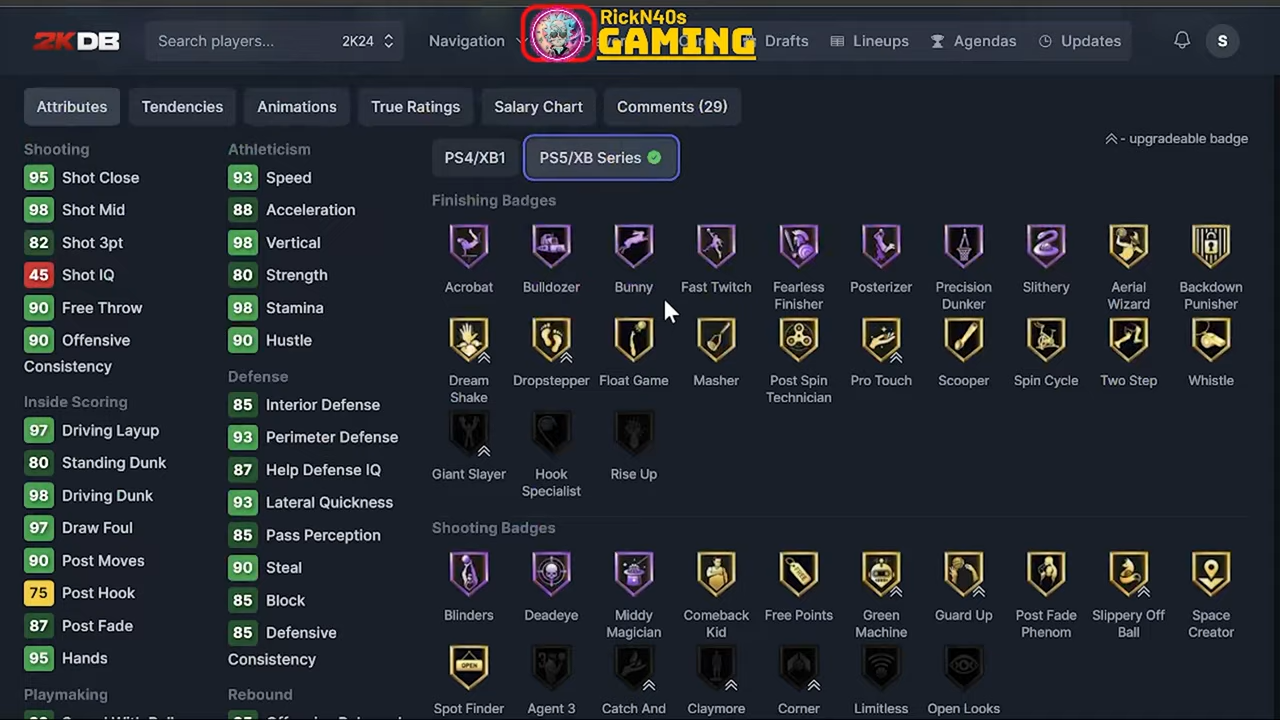 2KDB
Search players...
2K24
Navigation
RickN40s
GAMING
Drafts
Lineups
Agendas
Updates
S
Attributes
Tendencies
Animations
True Ratings
Salary Chart
Comments (29)
- upgradeable badge
PS4/XB1
PS5/XB Series
Shooting
95 Shot Close
98 Shot Mid
82 Shot 3pt
45 Shot IQ
90 Free Throw
90 Offensive
Consistency
Inside Scoring
97 Driving Layup
80 Standing Dunk
98 Driving Dunk
97 Draw Foul
90 Post Moves
75 Post Hook
87 Post Fade
95 Hands
Playmaking
Athleticism
93 Speed
88 Acceleration
98 Vertical
80 Strength
98 Stamina
90 Hustle
Defense
85 Interior Defense
93 Perimeter Defense
87 Help Defense IQ
93 Lateral Quickness
85 Pass Perception
90 Steal
85 Block
85 Defensive
Consistency
Rebound
Finishing Badges
Acrobat
Bulldozer
Bunny
Fast Twitch
Fearless
Finisher
Posterizer
Precision
Dunker
Slithery
Aerial
Wizard
Backdown
Punisher
Dream
Shake
Dropstepper
Float Game
Masher
Post Spin
Technician
Pro Touch
Scooper
Spin Cycle
Two Step
Whistle
Giant Slayer
Hook
Specialist
Rise Up
Shooting Badges
Blinders
Deadeye
Middy
Magician
Comeback
Kid
Free Points
Green
Machine
Guard Up
Post Fade
Phenom
Slippery Off
Ball
Space
Creator
OPEN
Spot Finder
Agent 3
Catch And
Claymore
Corner
Limitless
Open Looks